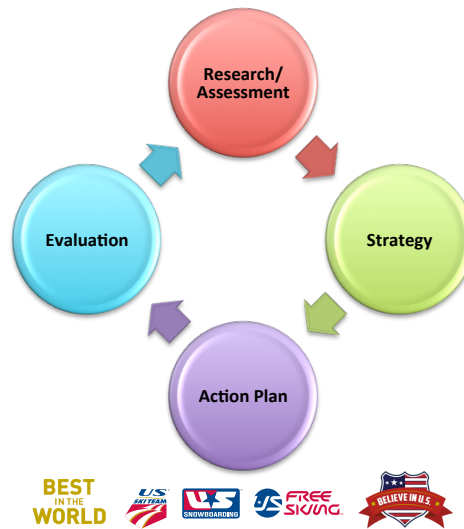 Research/
Assessment
Evaluation
Strategy
Action Plan
BEST
IN THE
WORLD
US
SKI TEAM
U.S.
SNOWBOARDING
US FREE
SKIING.
BELIEVE IN U.S.